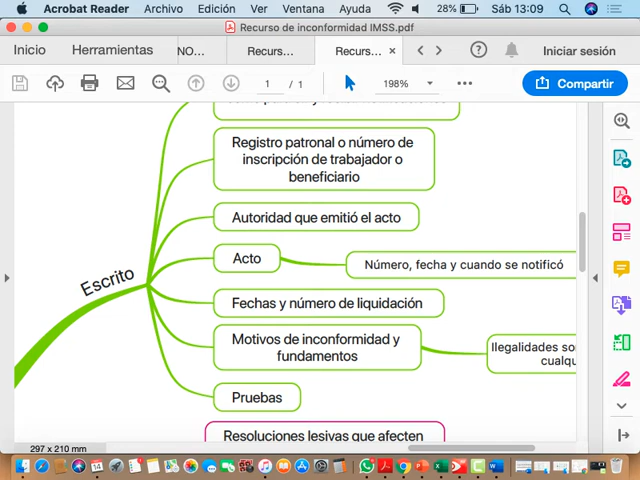 Acrobat Reader Archivo Edición Ver Ventana Ayuda 28% Sáb 13:09
Recurso de inconformidad IMSS.pdf
Inicio Herramientas NO... Recurs... Recurs... × Iniciar sesión
1 / 1 198% Compartir
Registro patronal o número de
inscripción de trabajador o
beneficiario
Autoridad que emitió el acto
Acto
Número, fecha y cuando se notificó
Escrito
Fechas y número de liquidación
Motivos de inconformidad y
fundamentos
Ilegalidades so
cualqu
Pruebas
Resoluciones lesivas que afecten
297 x 210 mm